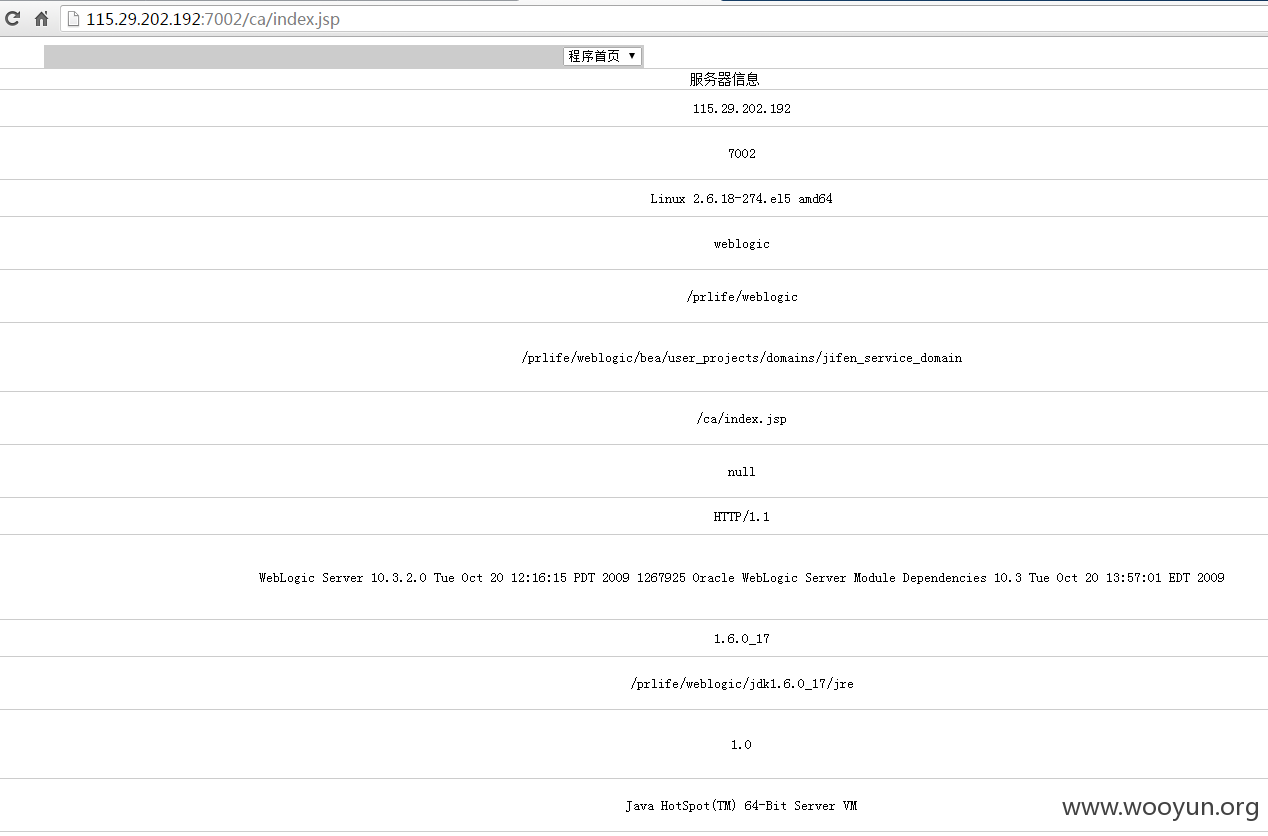 115.29.202.192:7002/ca/index.jsp
程序首页
服务器信息
115.29.202.192
7002
Linux 2.6.18-274.el5 amd64
weblogic
/prlife/weblogic
/prlife/weblogic/bea/user_projects/domains/jifen_service_domain
/ca/index.jsp
null
HTTP/1.1
WebLogic Server 10.3.2.0 Tue Oct 20 12:16:15 PDT 2009 1267925 Oracle WebLogic Server Module Dependencies 10.3 Tue Oct 20 13:57:01 EDT 2009
1.6.0_17
/prlife/weblogic/jdk1.6.0_17/jre
1.0
Java HotSpot(TM) 64-Bit Server VM
www.wooyun.org